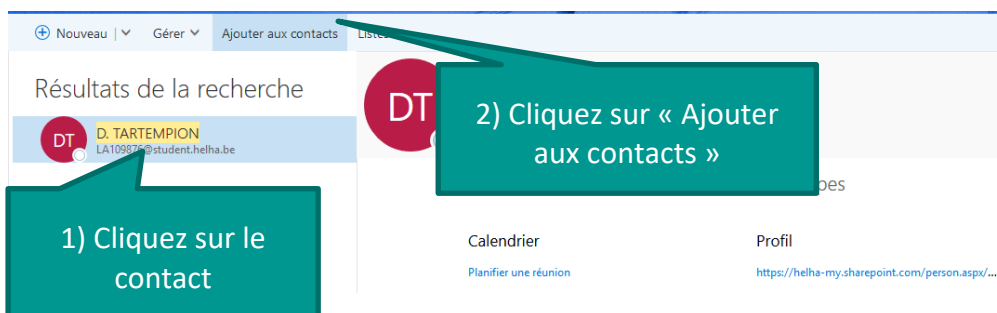 Nouveau | Gérer Ajouter aux contacts
Résultats de la recherche
DT
D. TARTEMPION
@student.helha.be
DT
2) Cliquez sur « Ajouter
aux contacts »
1) Cliquez sur le
contact
Calendrier
Planifier une réunion
Profil
https://helha-my.sharepoint.com/person.aspx/...